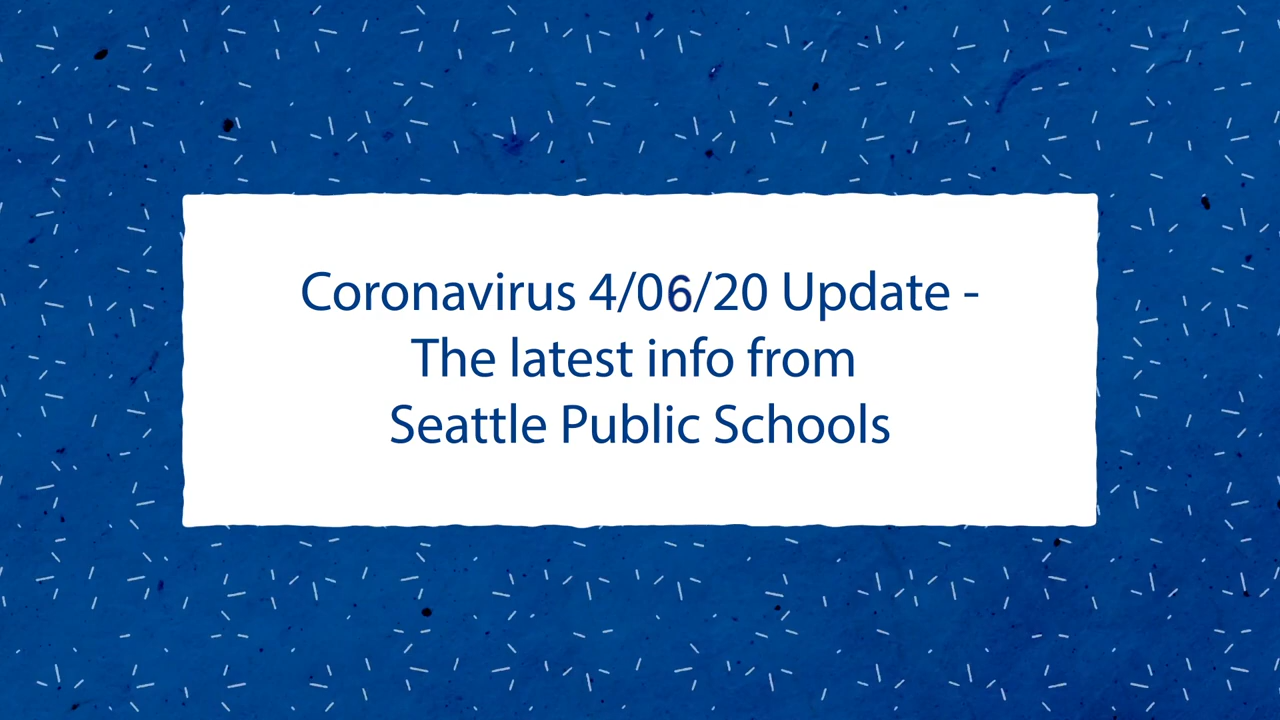 Coronavirus 4/06/20 Update -
The latest info from
Seattle Public Schools